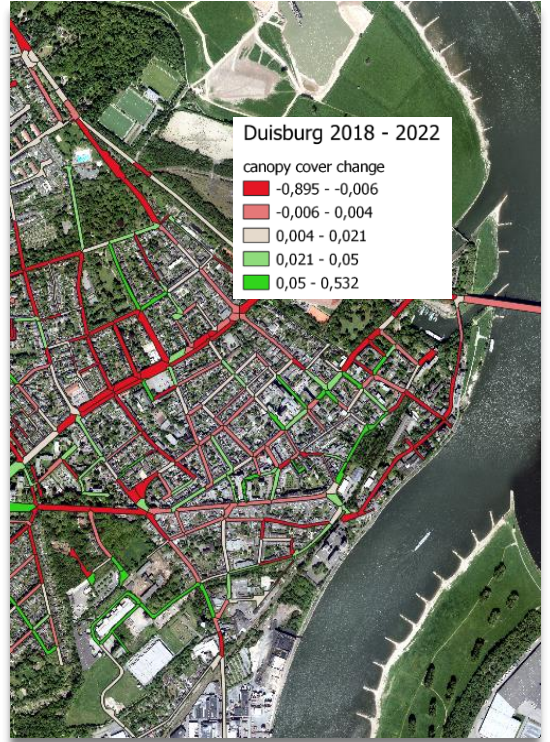 Duisburg 2018 - 2022
canopy cover change
-0,895 - -0,006
-0,006 - 0,004
0,004 - 0,021
0,021 - 0,05
0,05 - 0,532